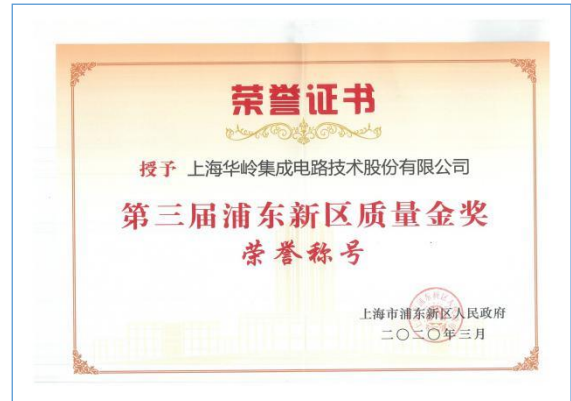 荣誉证书
授予 上海华岭集成电路技术股份有限公司
第三届浦东新区质量金奖
荣誉称号
上海市浦东新区人民政府
二〇二〇年三月